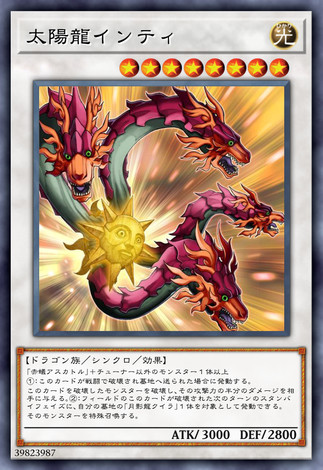 太陽龍インティ
光
【ドラゴン族／シンクロ／効果】
「赤蟻アスカトル」＋チューナー以外のモンスター１体以上
①：このカードが戦闘で破壊され墓地へ送られた場合に発動する。
このカードを破壊したモンスターを破壊し、その攻撃力の半分のダメージを相
手に与える。②：フィールドのこのカードが破壊された次のターンのスタンバ
イフェイズに、自分の墓地の「月影龍クイラ」１体を対象として発動できる。
そのモンスターを特殊召喚する。
ATK/ 3000 DEF/ 2800
39823987